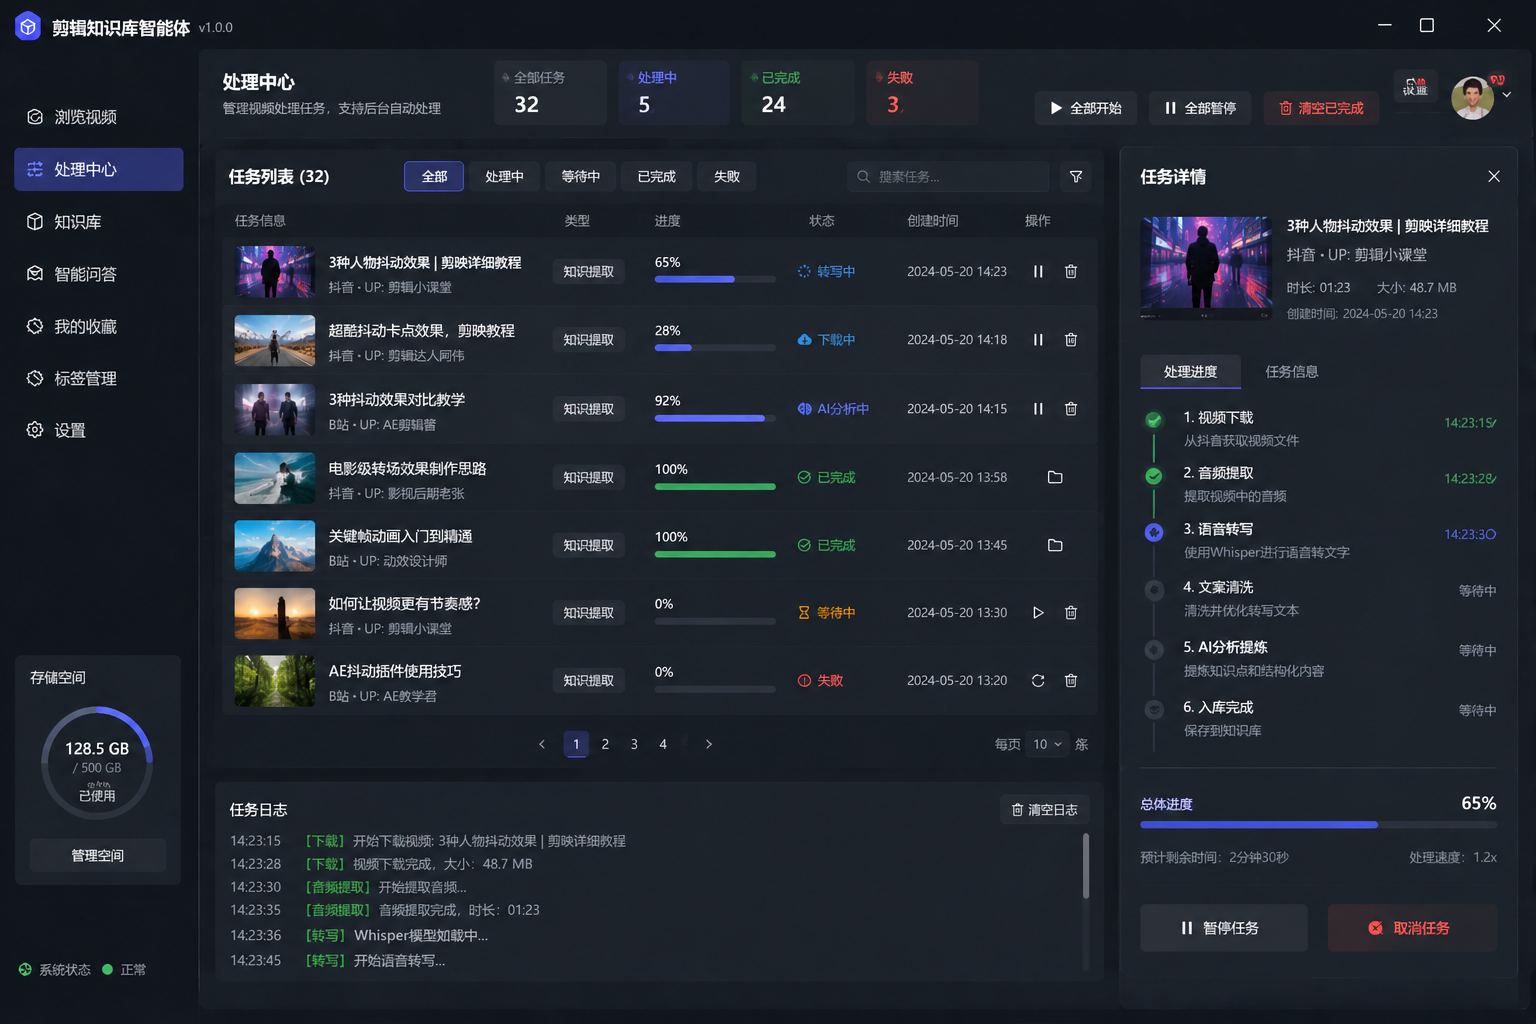 剪辑知识库智能体 v1.0.0
浏览视频
处理中心
知识库
智能问答
我的收藏
标签管理
设置
存储空间
128.5 GB
/ 500 GB
已使用
管理空间
系统状态 正常
处理中心
管理视频处理任务，支持后台自动处理
全部任务
32
处理中
5
已完成
24
失败
3
全部开始
全部暂停
清空已完成
任务列表 (32)
全部 处理中 等待中 已完成 失败
搜索任务...
任务信息 类型 进度 状态 创建时间 操作
3种人物抖动效果 | 剪映详细教程
抖音 • UP: 剪辑小课堂
知识提取 65% 转写中 2024-05-20 14:23
超酷抖动卡点效果，剪映教程
抖音 • UP: 剪辑达人阿伟
知识提取 28% 下载中 2024-05-20 14:18
3种抖动效果对比教学
B站 • UP: AE剪辑酱
知识提取 92% AI分析中 2024-05-20 14:15
电影级转场效果制作思路
抖音 • UP: 影视后期老张
知识提取 100% 已完成 2024-05-20 13:58
关键帧动画入门到精通
B站 • UP: 动效设计师
知识提取 100% 已完成 2024-05-20 13:45
如何让视频更有节奏感?
抖音 • UP: 剪辑小课堂
知识提取 0% 等待中 2024-05-20 13:30
AE抖动插件使用技巧
B站 • UP: AE教学君
知识提取 0% 失败 2024-05-20 13:20
1 2 3 4
每页 10 条
任务日志
清空日志
14:23:15 [下载] 开始下载视频: 3种人物抖动效果 | 剪映详细教程
14:23:28 [下载] 视频下载完成，大小: 48.7 MB
14:23:30 [音频提取] 开始提取音频...
14:23:35 [音频提取] 音频提取完成，时长: 01:23
14:23:36 [转写] Whisper模型加载中...
14:23:45 [转写] 开始语音转写...
任务详情
3种人物抖动效果 | 剪映详细教程
抖音 • UP: 剪辑小课堂
时长: 01:23 大小: 48.7 MB
创建时间: 2024-05-20 14:23
处理进度 任务信息
1. 视频下载 14:23:15
从抖音获取视频文件
2. 音频提取 14:23:28
提取视频中的音频
3. 语音转写 14:23:30
使用Whisper进行语音转文字
4. 文案清洗 等待中
清洗并优化转写文本
5. AI分析提炼 等待中
提炼知识点和结构化内容
6. 入库完成 等待中
保存到知识库
总体进度 65%
预计剩余时间: 2分钟30秒 处理速度: 1.2x
暂停任务
取消任务